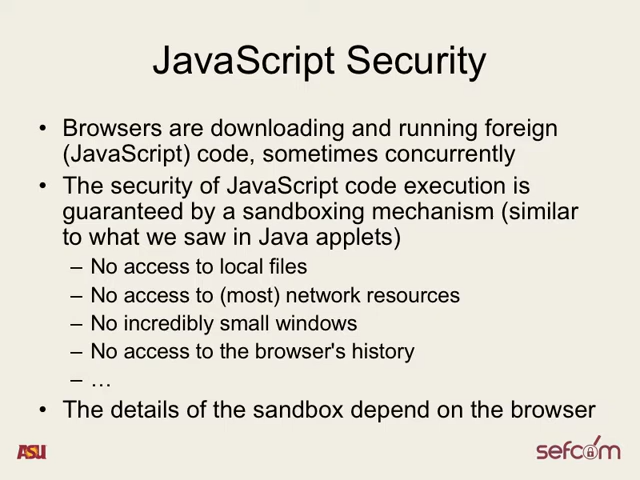 JavaScript Security
• Browsers are downloading and running foreign
(JavaScript) code, sometimes concurrently
• The security of JavaScript code execution is
guaranteed by a sandboxing mechanism (similar
to what we saw in Java applets)
– No access to local files
– No access to (most) network resources
– No incredibly small windows
– No access to the browser's history
– …
• The details of the sandbox depend on the browser
ASU
sefcom